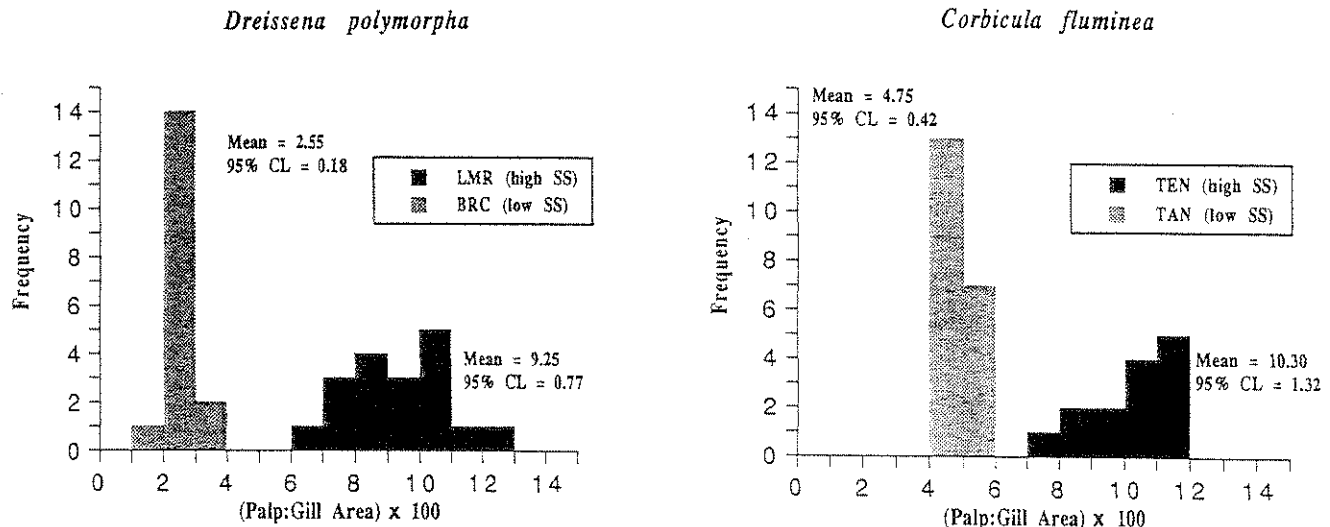 Dreissena polymorpha
Mean = 2.55
95% CL = 0.18
LMR (high SS)
BRC (low SS)
Mean = 9.25
95% CL = 0.77
Frequency
14
12
10
8
6
4
2
0
0 2 4 6 8 10 12 14
(Palp:Gill Area) x 100
Corbicula fluminea
Mean = 4.75
95% CL = 0.42
TEN (high SS)
TAN (low SS)
Mean = 10.30
95% CL = 1.32
Frequency
14
12
10
8
6
4
2
0
0 2 4 6 8 10 12 14
(Palp:Gill Area) x 100